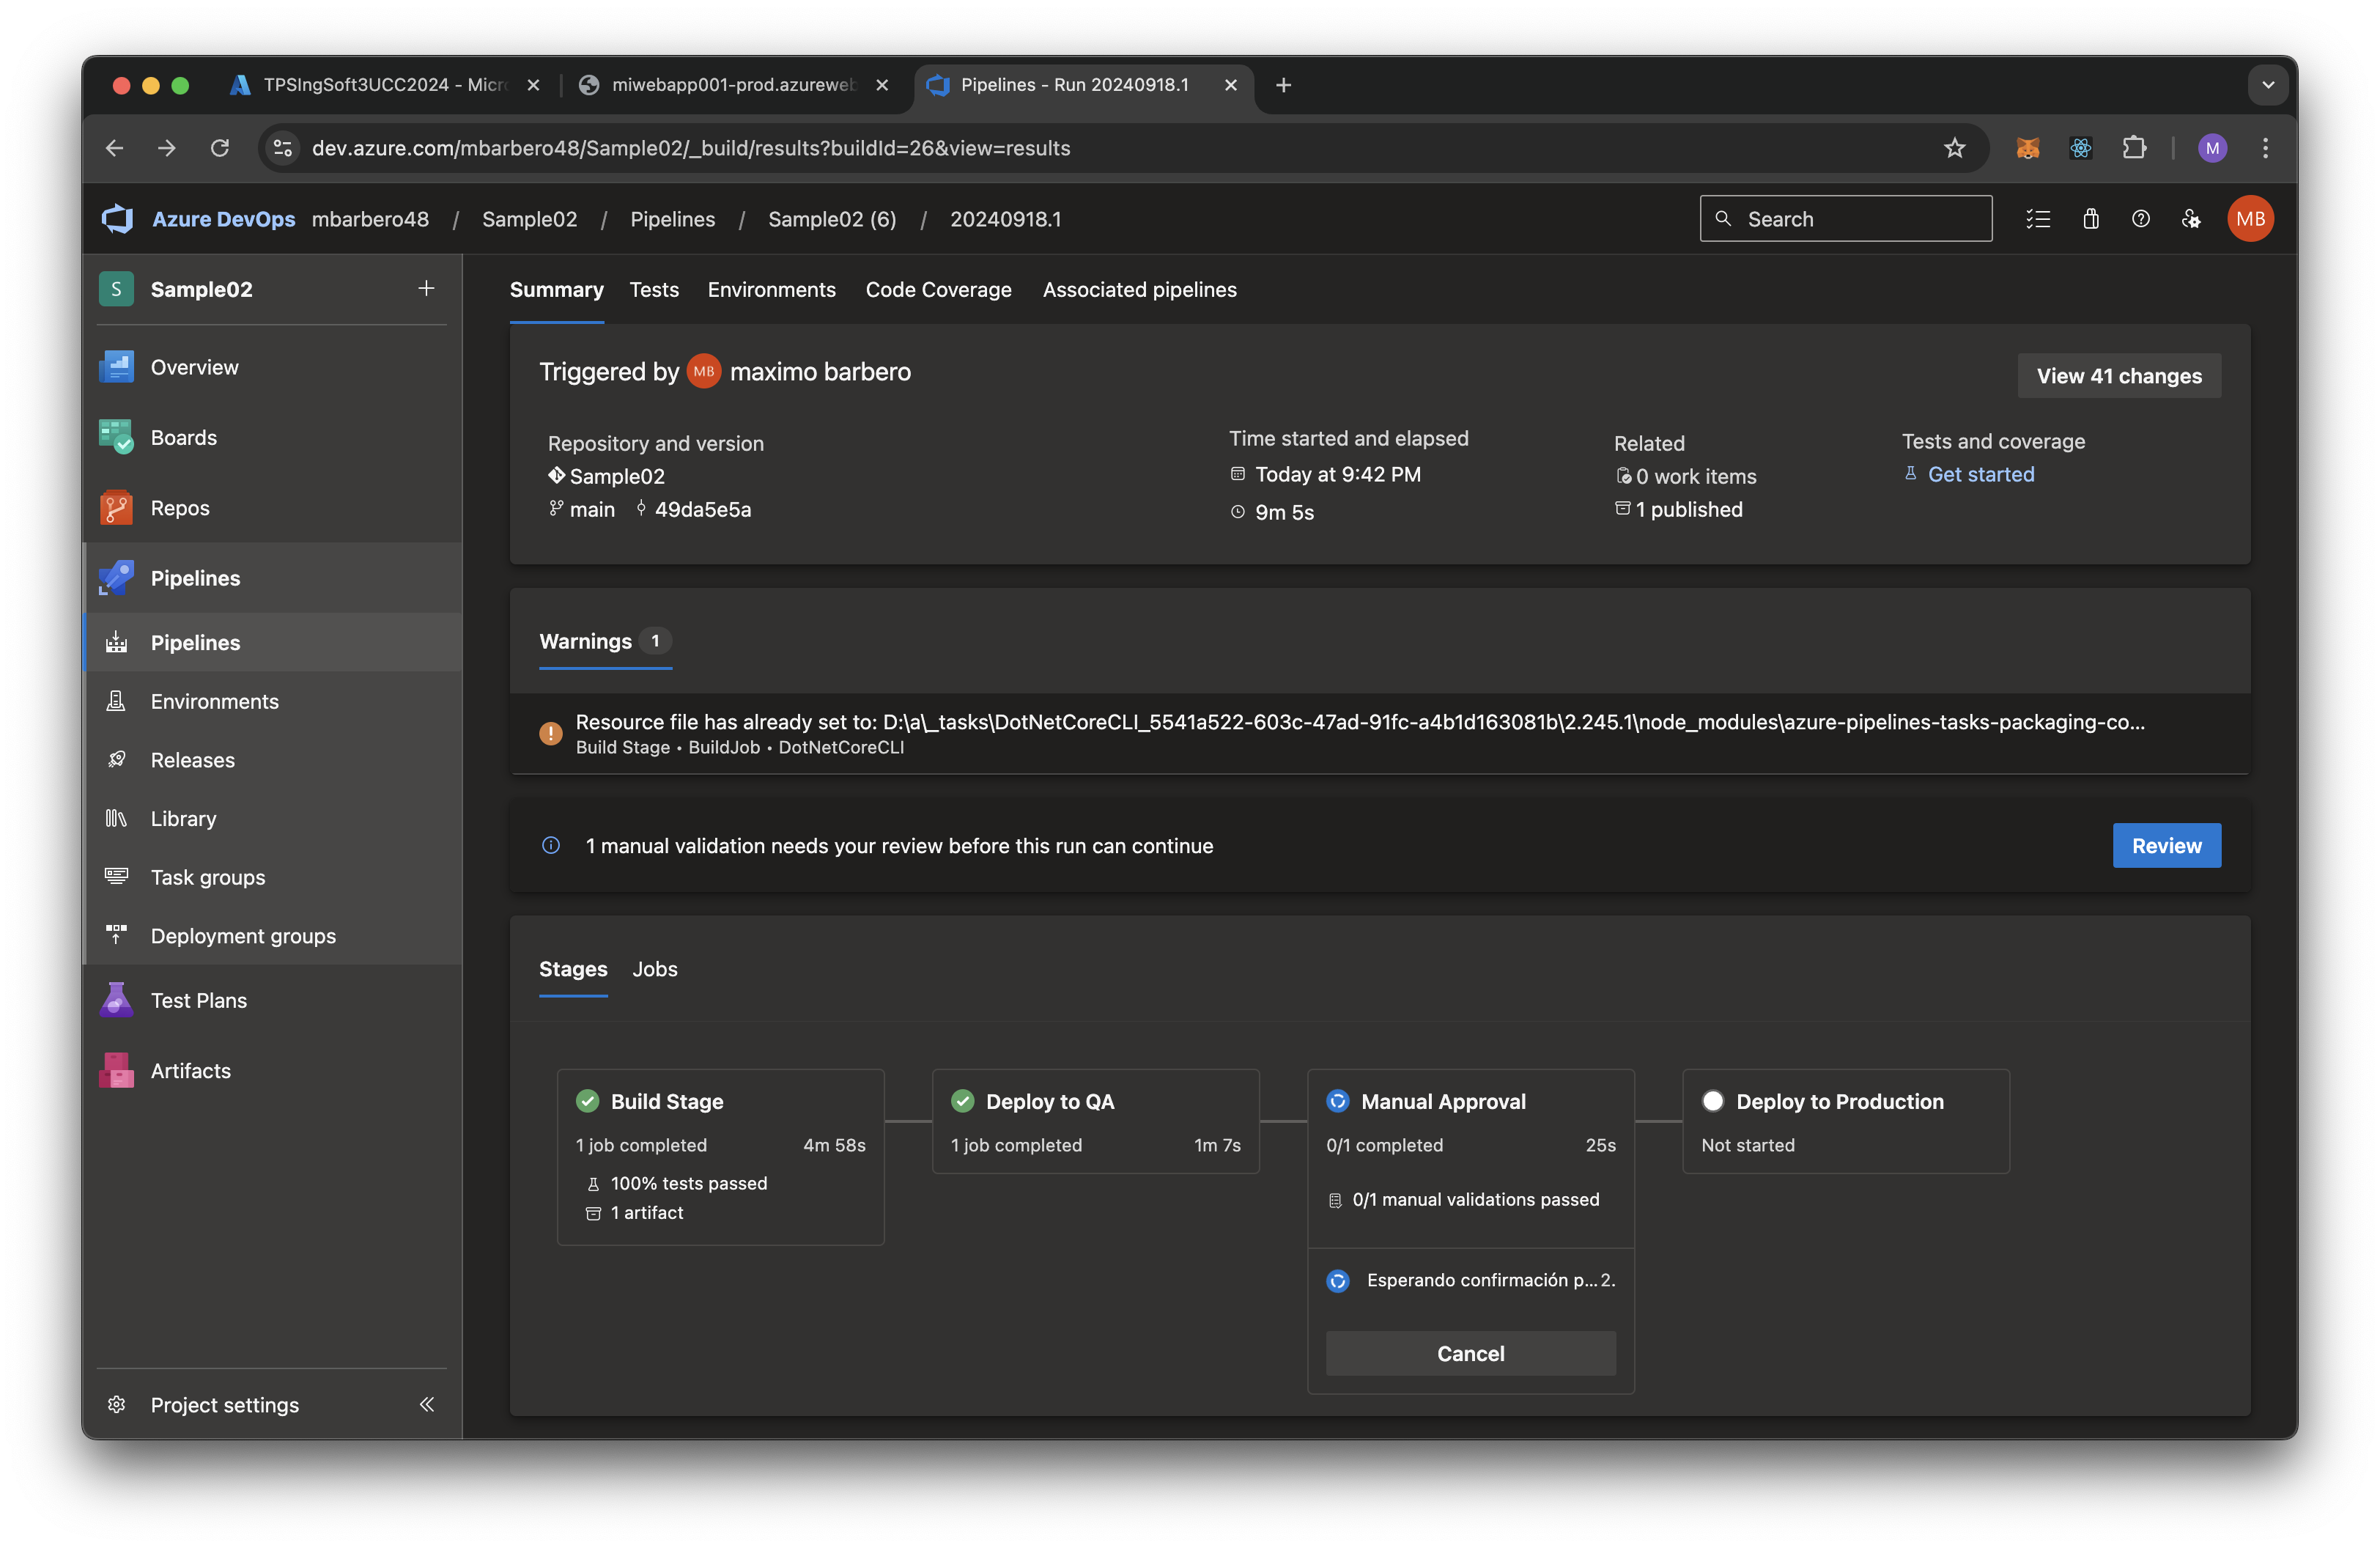 TPSIngSoft3UCC2024 - Micr
miwebapp001-prod.azureweb
Pipelines - Run 20240918.1
dev.azure.com/mbarbero48/Sample02/_build/results?buildId=26&view=results
M
Azure DevOps mbarbero48 / Sample02 / Pipelines / Sample02 (6) / 20240918.1
Search
MB
S Sample02
Overview
Boards
Repos
Pipelines
Pipelines
Environments
Releases
Library
Task groups
Deployment groups
Test Plans
Artifacts
Project settings
Summary Tests Environments Code Coverage Associated pipelines
Triggered by MB maximo barbero
View 41 changes
Repository and version
Sample02
main 49da5e5a
Time started and elapsed
Today at 9:42 PM
9m 5s
Related
0 work items
1 published
Tests and coverage
Get started
Warnings 1
Resource file has already set to: D:\a\_tasks\DotNetCoreCLI_5541a522-603c-47ad-91fc-a4b1d163081b\2.245.1\node_modules\azure-pipelines-tasks-packaging-co...
Build Stage • BuildJob • DotNetCoreCLI
1 manual validation needs your review before this run can continue
Review
Stages Jobs
Build Stage
1 job completed 4m 58s
100% tests passed
1 artifact
Deploy to QA
1 job completed 1m 7s
Manual Approval
0/1 completed 25s
0/1 manual validations passed
Esperando confirmación p... 2.
Cancel
Deploy to Production
Not started